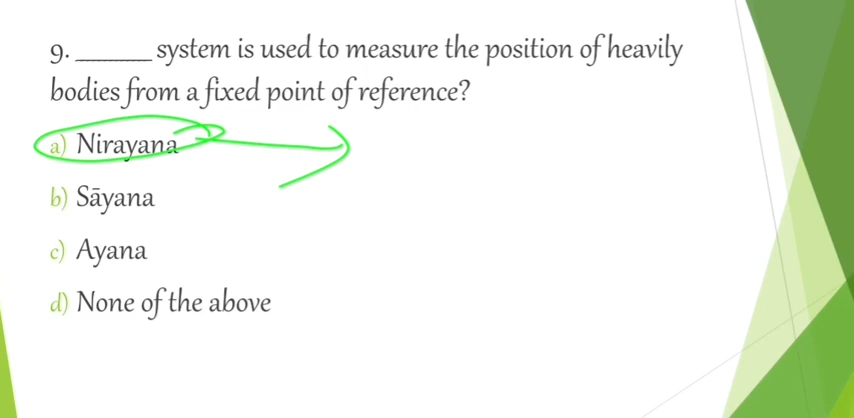 9. ________ system is used to measure the position of heavily
bodies from a fixed point of reference?
a) Nirayana
b) Sāyana
c) Ayana
d) None of the above